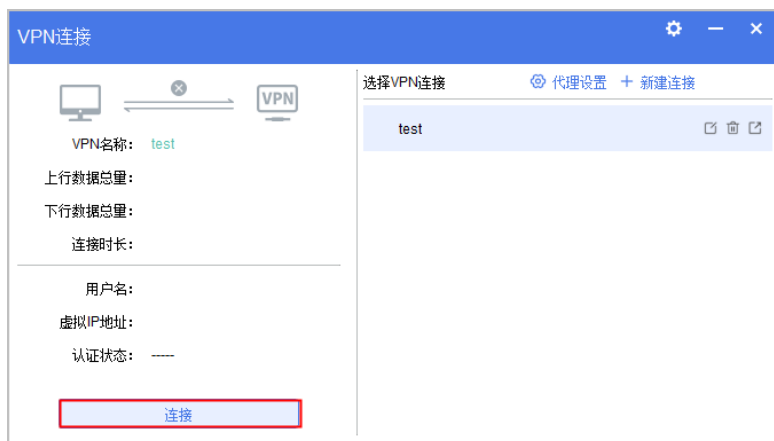 VPN连接
VPN
VPN名称： test
上行数据总量：
下行数据总量：
连接时长：
用户名：
虚拟IP地址：
认证状态： -----
连接
选择VPN连接 代理设置 新建连接
test